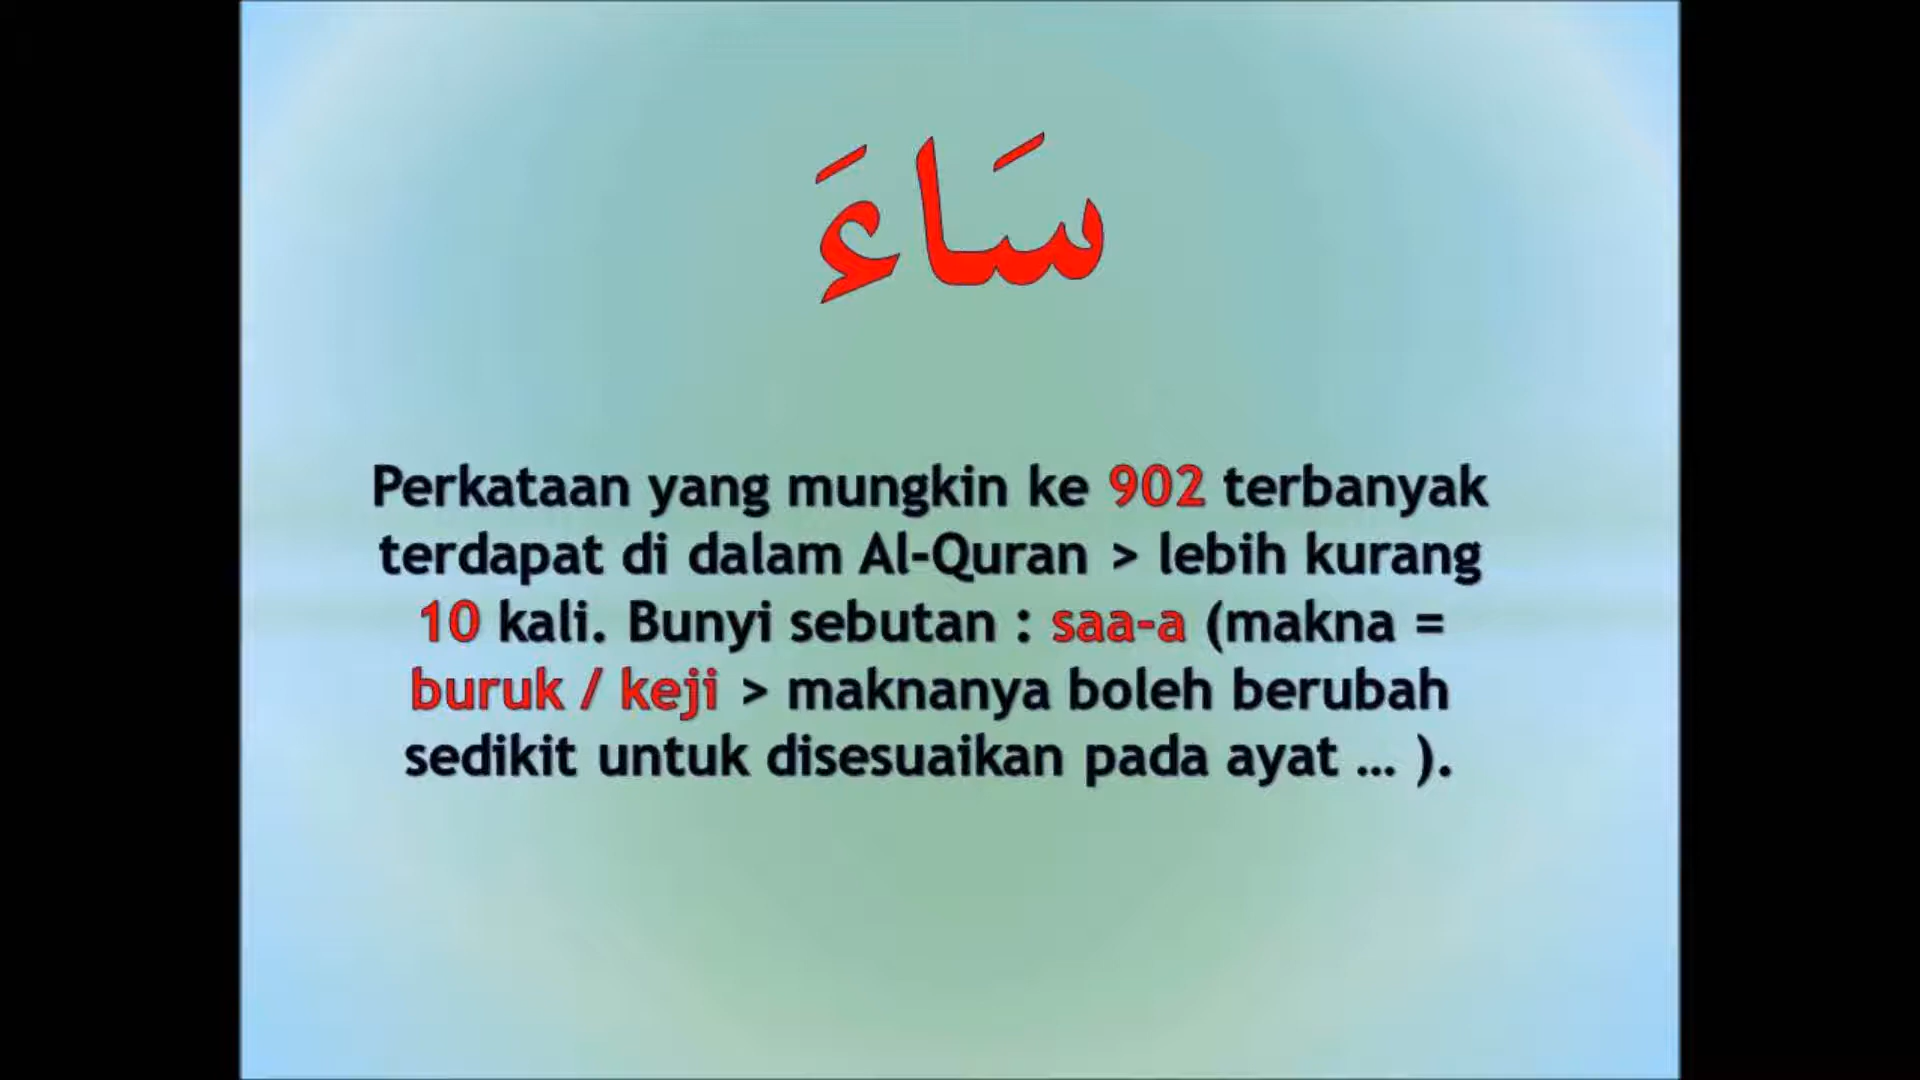 سَاءَ
Perkataan yang mungkin ke 902 terbanyak
terdapat di dalam Al-Quran > lebih kurang
10 kali. Bunyi sebutan : saa-a (makna =
buruk / keji > maknanya boleh berubah
sedikit untuk disesuaikan pada ayat ... ).